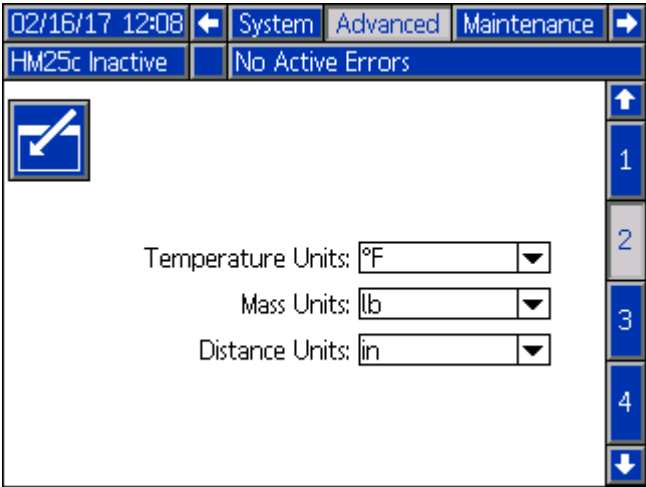 02/16/17 12:08 System Advanced Maintenance
HM25c Inactive No Active Errors
1
2
Temperature Units: °F
Mass Units: lb
Distance Units: in
3
4